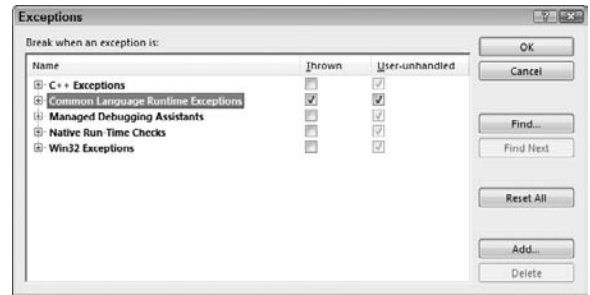 Exceptions
Break when an exception is:
Name Thrown User-unhandled
C++ Exceptions
Common Language Runtime Exceptions
Managed Debugging Assistants
Native Run-Time Checks
Win32 Exceptions
OK
Cancel
Find...
Find Next
Reset All
Add...
Delete